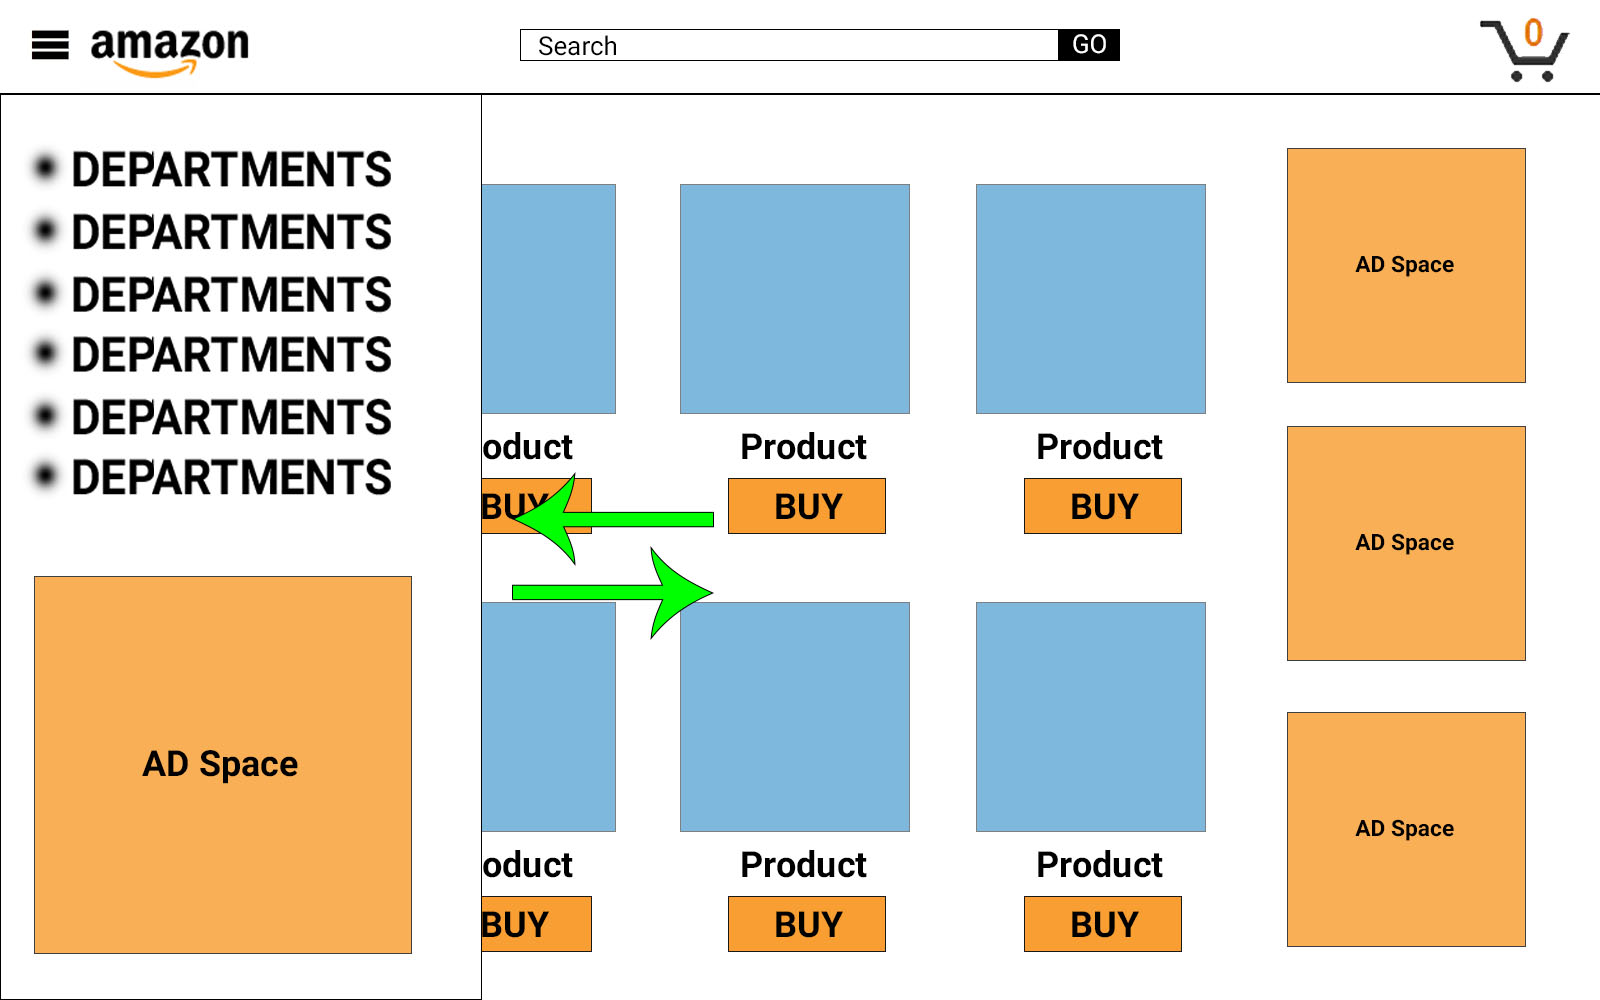 amazon
Search
GO
0
DEPARTMENTS
DEPARTMENTS
DEPARTMENTS
DEPARTMENTS
DEPARTMENTS
DEPARTMENTS
AD Space
oduct
Product
Product
BUY
BUY
BUY
oduct
Product
Product
BUY
BUY
BUY
AD Space
AD Space
AD Space